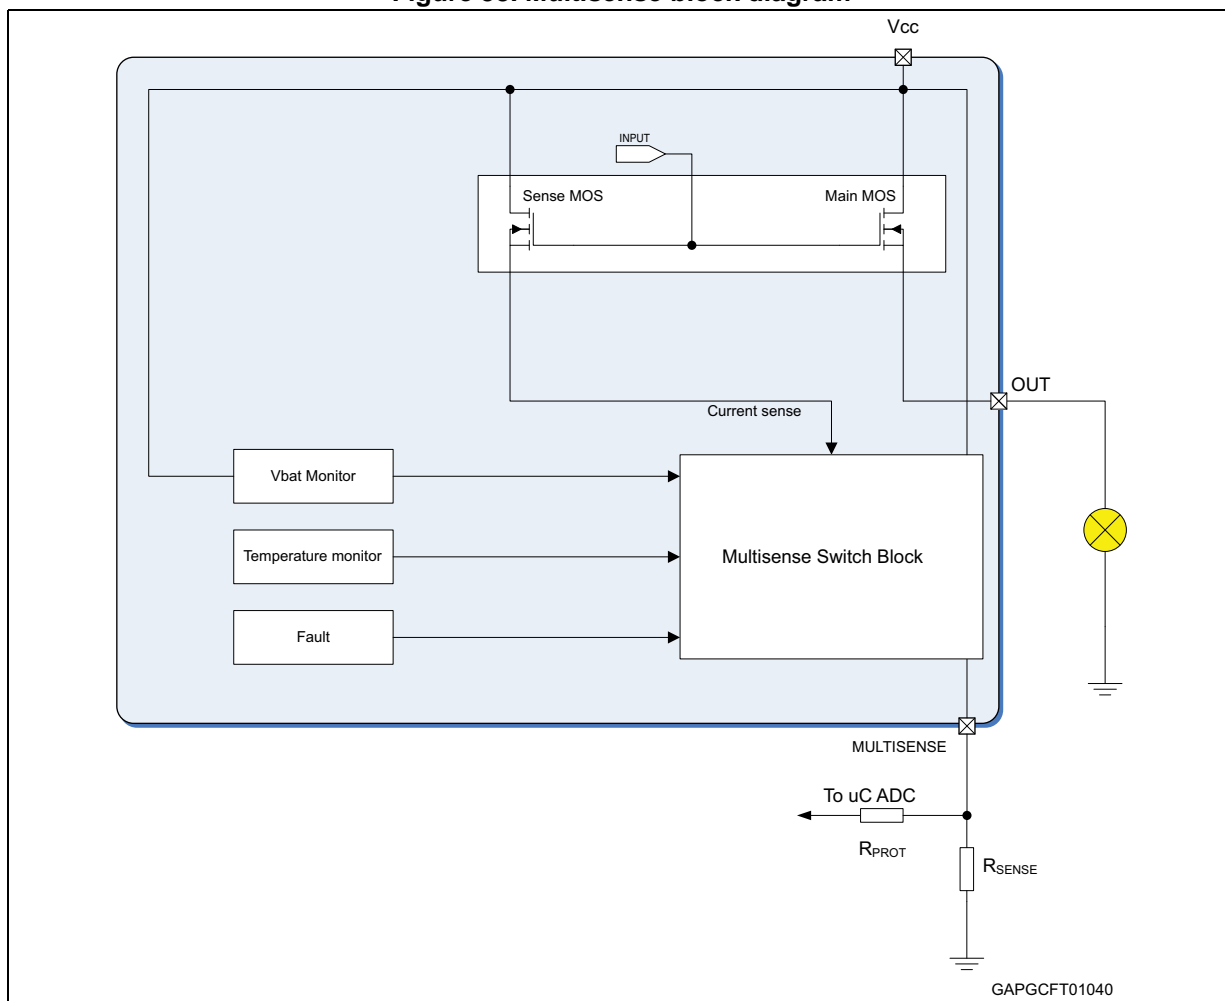 Vcc
INPUT
Sense MOS
Main MOS
OUT
Current sense
Vbat Monitor
Temperature monitor
Multisense Switch Block
Fault
MULTISENSE
To uC ADC
RPROT
RSENSE
GAPGCFT01040